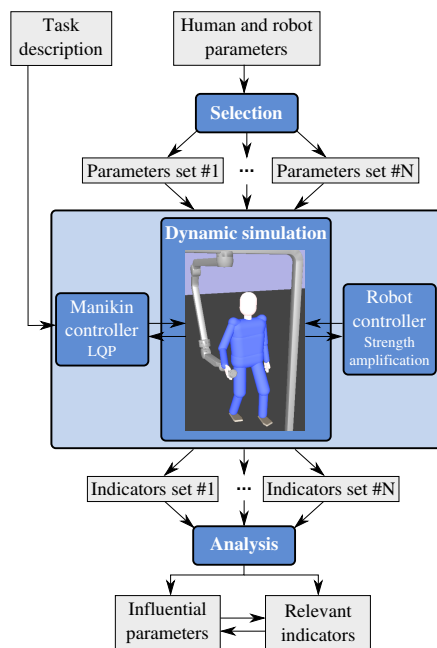 Task
description
Human and robot
parameters
Selection
Parameters set #1
...
Parameters set #N
Dynamic simulation
Manikin
controller
LQP
Robot
controller
Strength
amplification
Indicators set #1
...
Indicators set #N
Analysis
Influential
parameters
Relevant
indicators